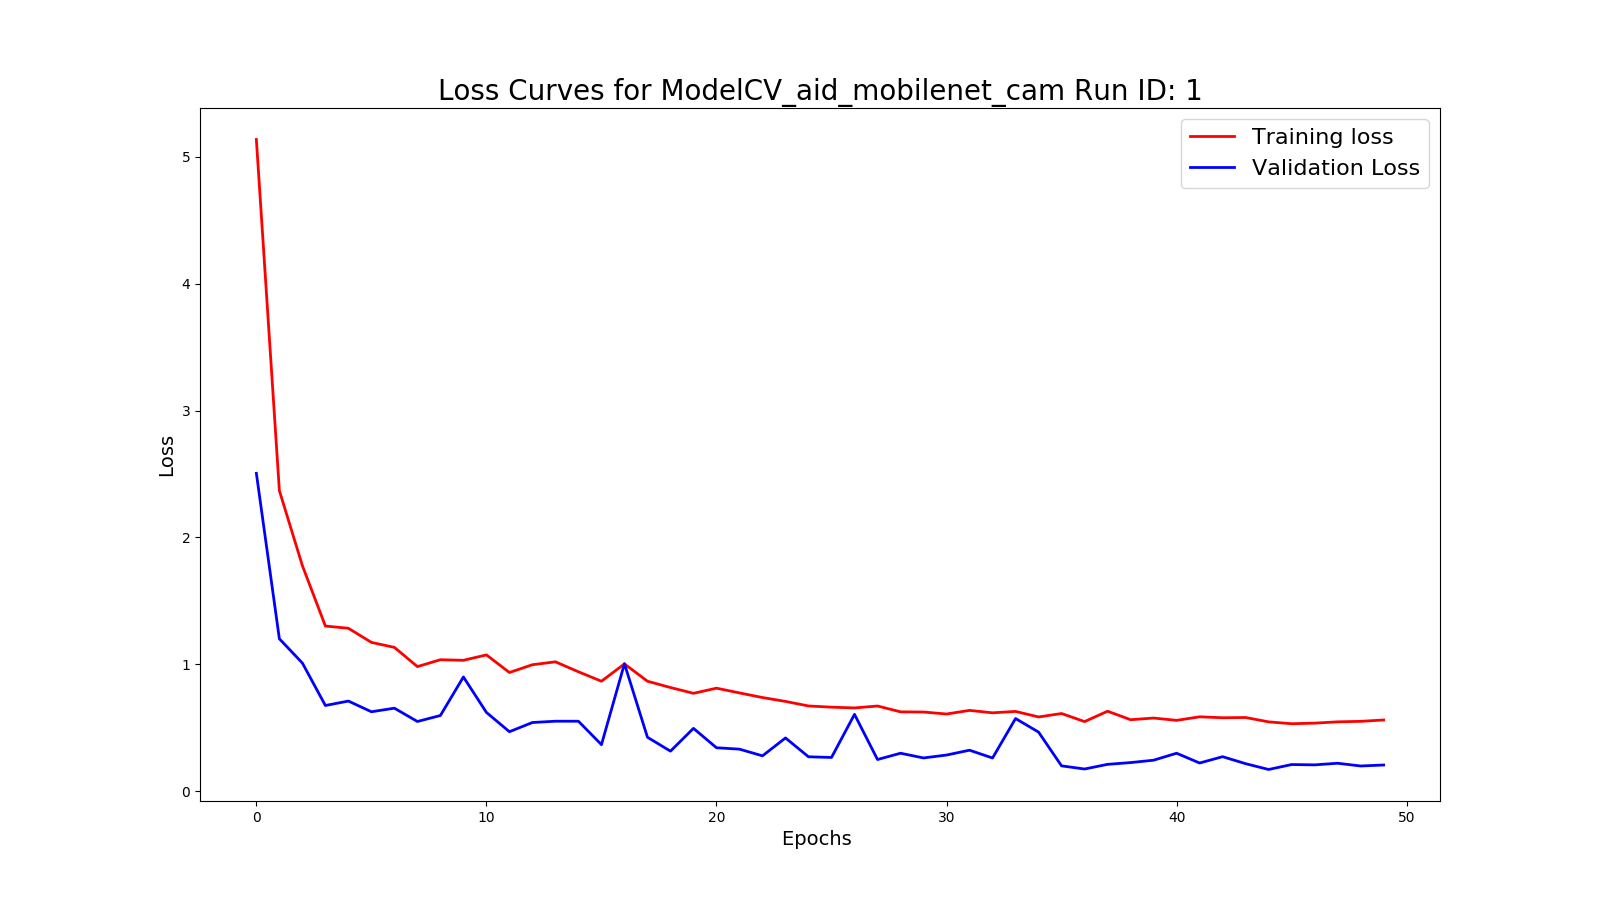 Loss Curves for ModelCV_aid_mobilenet_cam Run ID: 1
Training loss
Validation Loss
5
4
3
2
1
0
Loss
0 10 20 30 40 50
Epochs